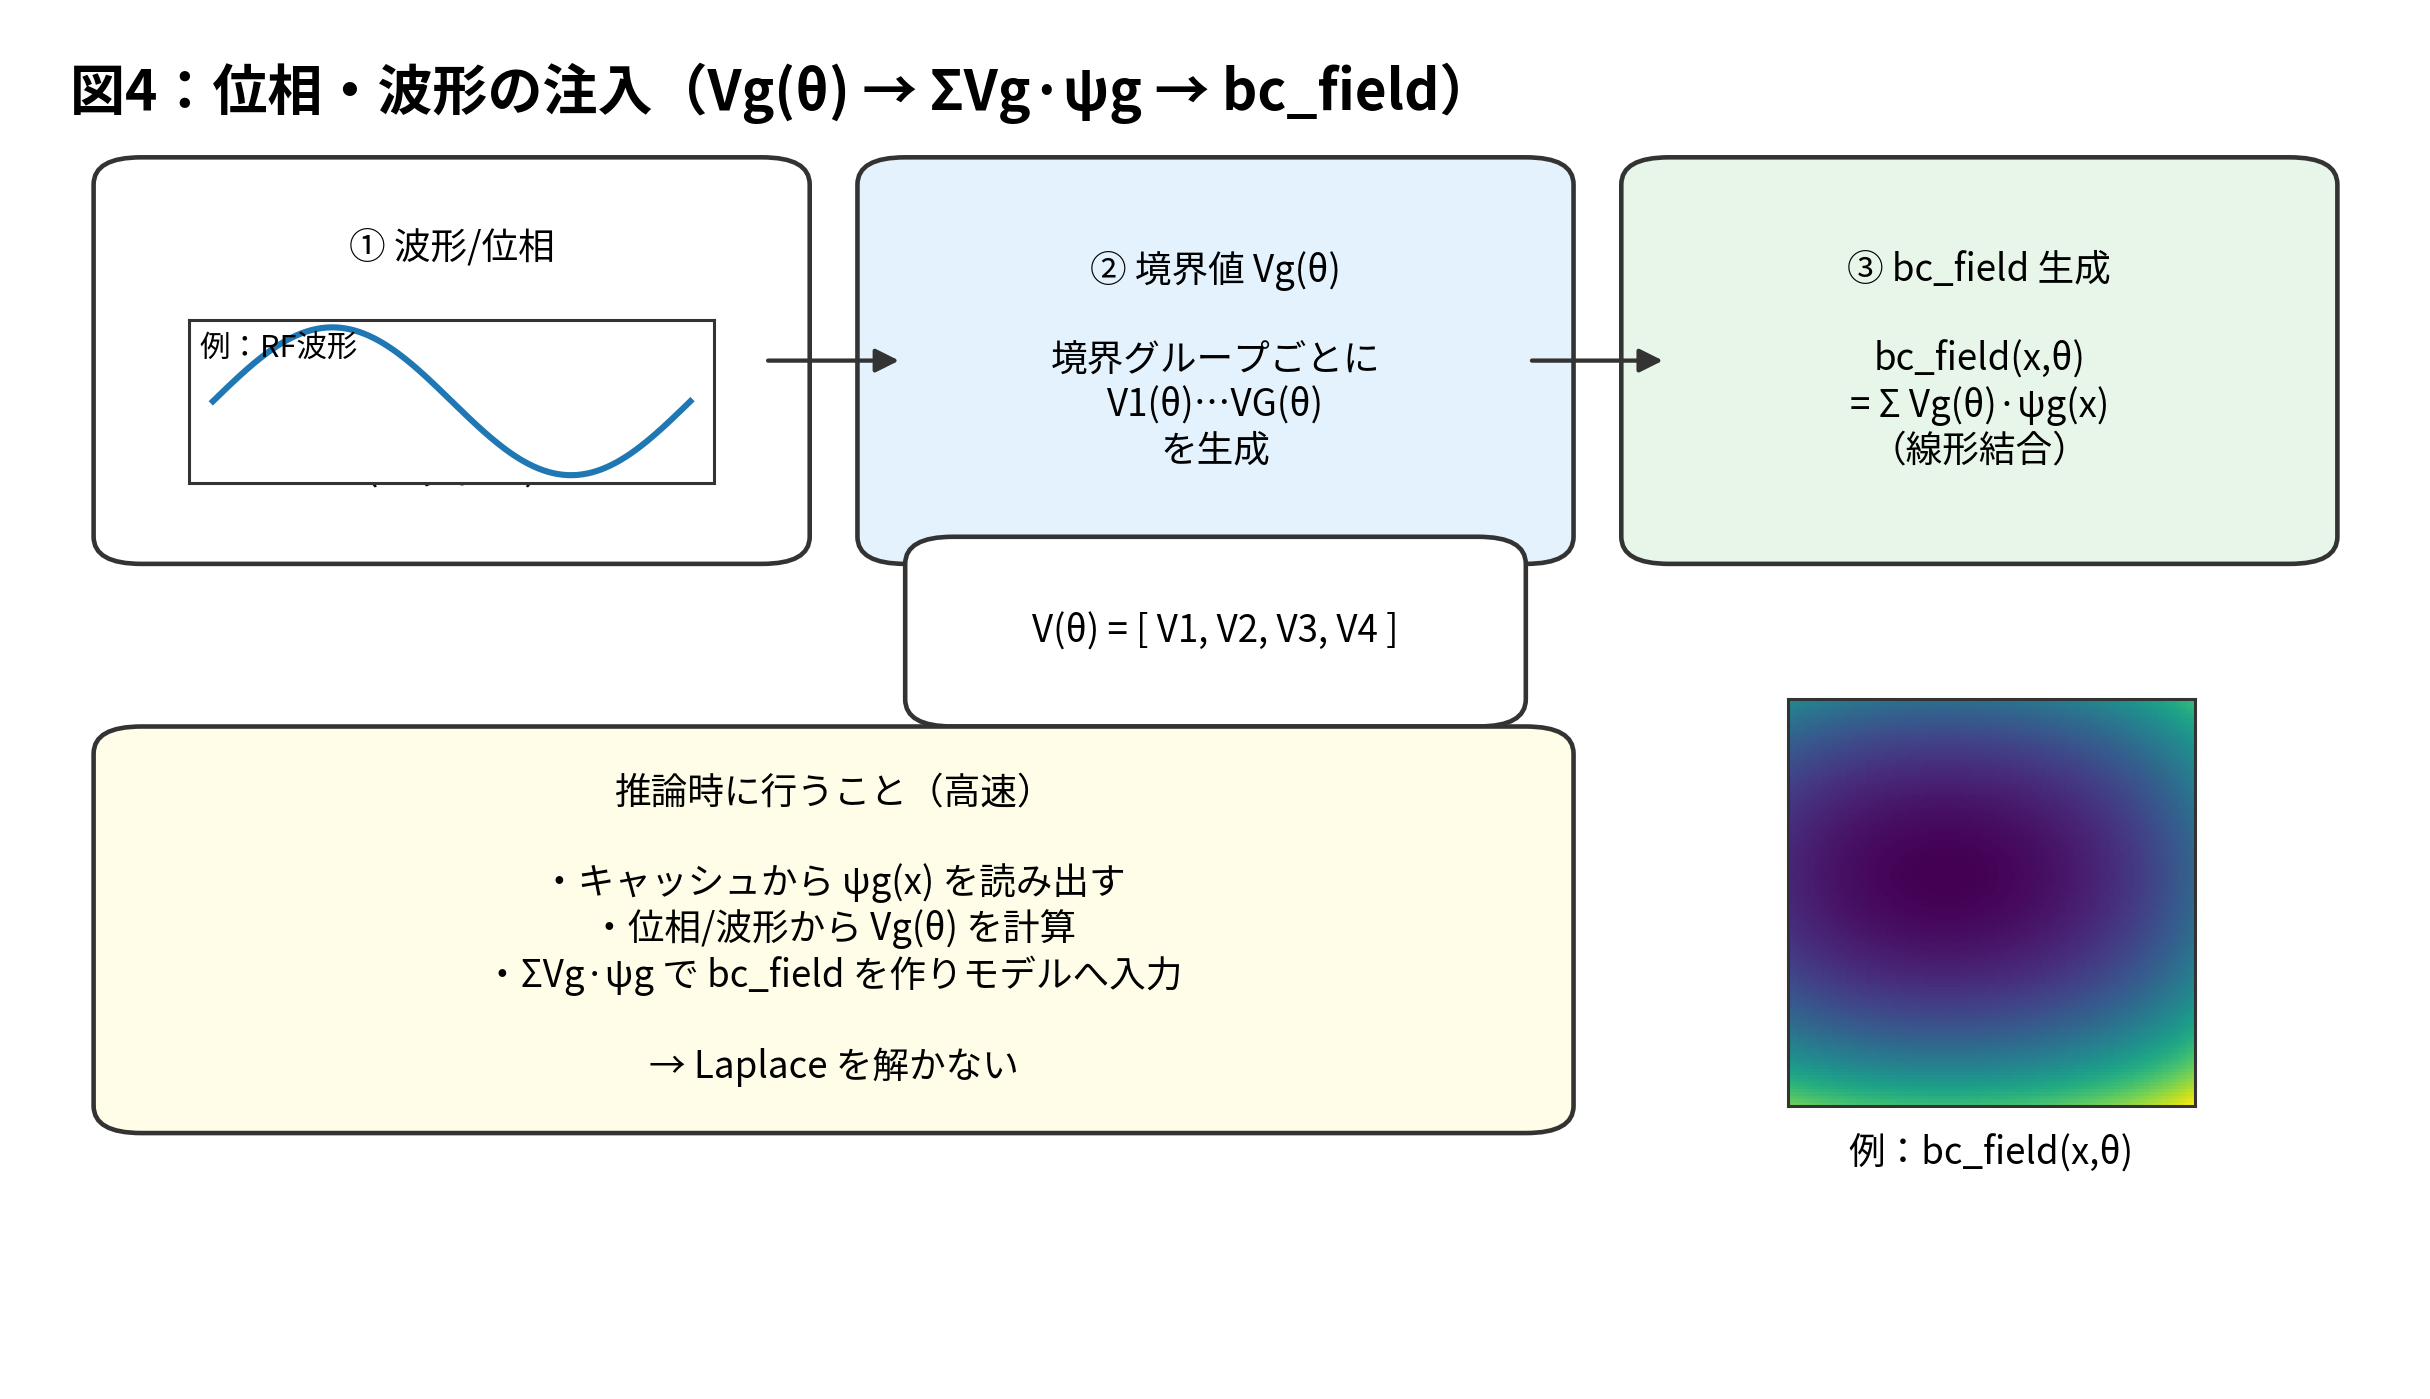 図4：位相・波形の注入（Vg(θ) → ΣVg·ψg → bc_field）
① 波形/位相
例：RF波形
② 境界値 Vg(θ)
境界グループごとに
V1(θ)…VG(θ)
を生成
③ bc_field 生成
bc_field(x,θ)
= Σ Vg(θ)·ψg(x)
（線形結合）
V(θ) = [ V1, V2, V3, V4 ]
推論時に行うこと（高速）
・キャッシュから ψg(x) を読み出す
・位相/波形から Vg(θ) を計算
・ΣVg·ψg で bc_field を作りモデルへ入力
→ Laplace を解かない
例：bc_field(x,θ)